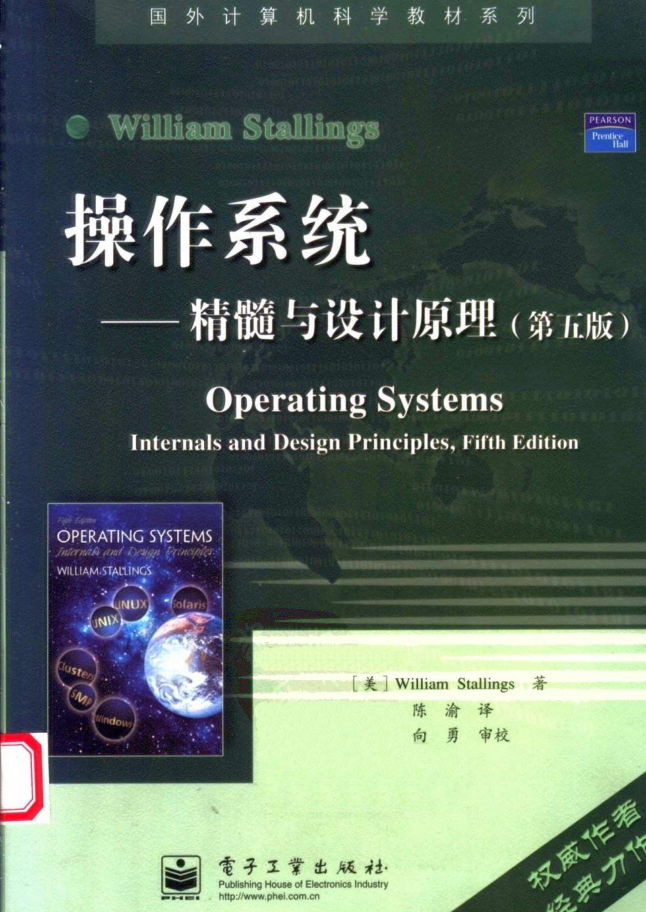 国外计算机科学教材系列
William Stallings
PEARSON
Prentice
Hall
操作系统
——精髓与设计原理(第五版)
Operating Systems
Internals and Design Principles, Fifth Edition
Fifth Edition
OPERATING SYSTEMS
Internals and Design Principles
WILLIAM STALLINGS
LINUX
Solaris
UNIX
Cluster
SMP
Windows
[美] William Stallings 著
陈渝 译
向勇 审校
权威作者
经典力作
电子工业出版社
Publishing House of Electronics Industry
http://www.phei.com.cn
PHEI